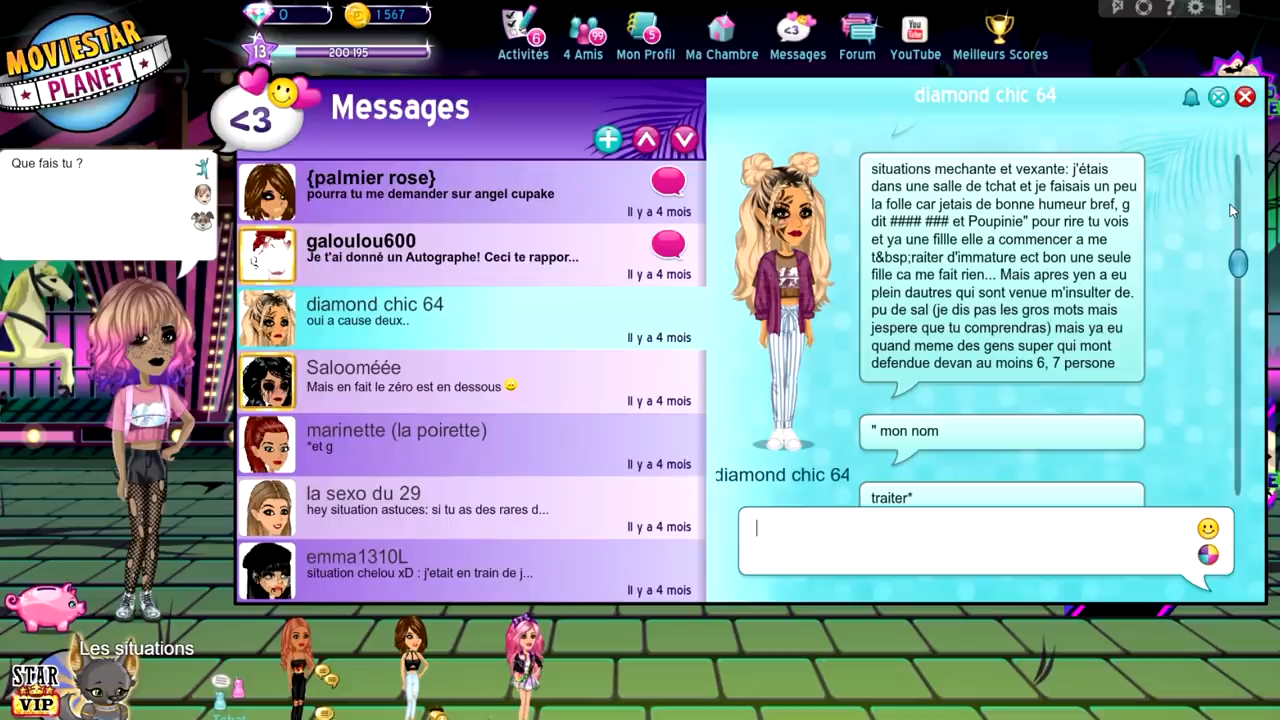 MOVIESTAR
PLANET
0
1 567
13
200 195
6
99
5
<3
You
Tube
Activités
4 Amis
Mon Profil
Ma Chambre
Messages
Forum
YouTube
Meilleurs Scores
<3
Messages
diamond chic 64
Que fais tu ?
{palmier rose}
pourra tu me demander sur angel cupake
Il y a 4 mois
galoulou600
Je t'ai donné un Autographe! Ceci te rappor...
Il y a 4 mois
diamond chic 64
oui a cause deux..
Il y a 4 mois
Salooméée
Mais en fait le zéro est en dessous
Il y a 4 mois
marinette (la poirette)
*et g
Il y a 4 mois
la sexo du 29
hey situation astuces: si tu as des rares d...
Il y a 4 mois
emma1310L
situation chelou xD : j'etait en train de j...
Il y a 4 mois
situations mechante et vexante: j'étais
dans une salle de tchat et je faisais un peu
la folle car jetais de bonne humeur bref, g
dit #### ### et Poupinie" pour rire tu vois
et ya une fillle elle a commencer a me
t&bsp;raiter d'immature ect bon une seule
fille ca me fait rien... Mais apres yen a eu
plein dautres qui sont venue m'insulter de.
pu de sal (je dis pas les gros mots mais
jespere que tu comprendras) mais ya eu
quand meme des gens super qui mont
defendue devan au moins 6, 7 persone
" mon nom
diamond chic 64
traiter*
Les situations
STAR
VIP